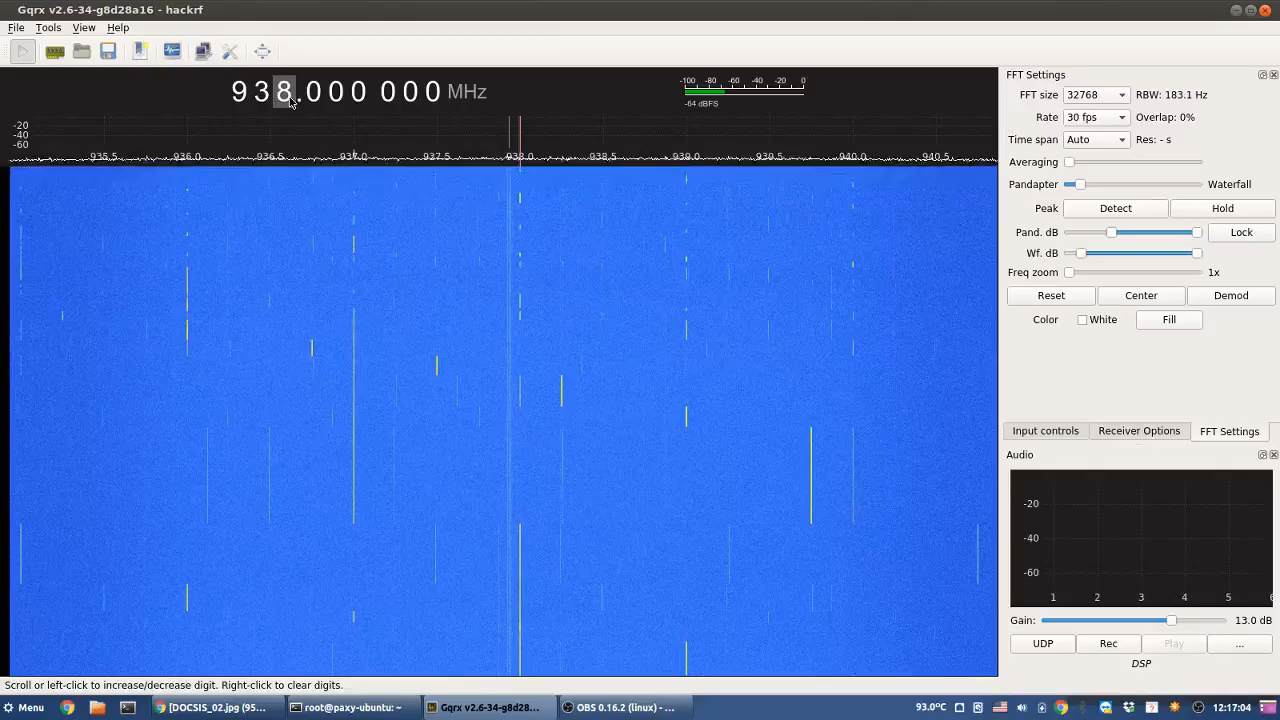 Gqrx v2.6-34-g8d28a16 - hackrf
File Tools View Help
938.000 000 MHz
-100 -80 -60 -40 -20 0
-64 dBFS
-20
-40
-60
935.5 936.0 936.5 937.0 937.5 938.0 938.5 938.0 930.5 940.0 940.5
FFT Settings
FFT size 32768 RBW: 183.1 Hz
Rate 30 fps Overlap: 0%
Time span Auto Res: - s
Averaging
Pandapter Waterfall
Peak Detect Hold
Pand. dB Lock
Wf. dB
Freq zoom 1x
Reset Center Demod
Color White Fill
Input controls Receiver Options FFT Settings
Audio
-20
-40
-60
1 2 3 4 5 6
Gain: 13.0 dB
UDP Rec Play ...
DSP
Scroll or left-click to increase/decrease digit. Right-click to clear digits.
Menu [DOCSIS_02.jpg (95... root@paxy-ubuntu: ~ Gqrx v2.6-34-g8d28... OBS 0.16.2 (linux) - ... 93.0°C 12:17:04